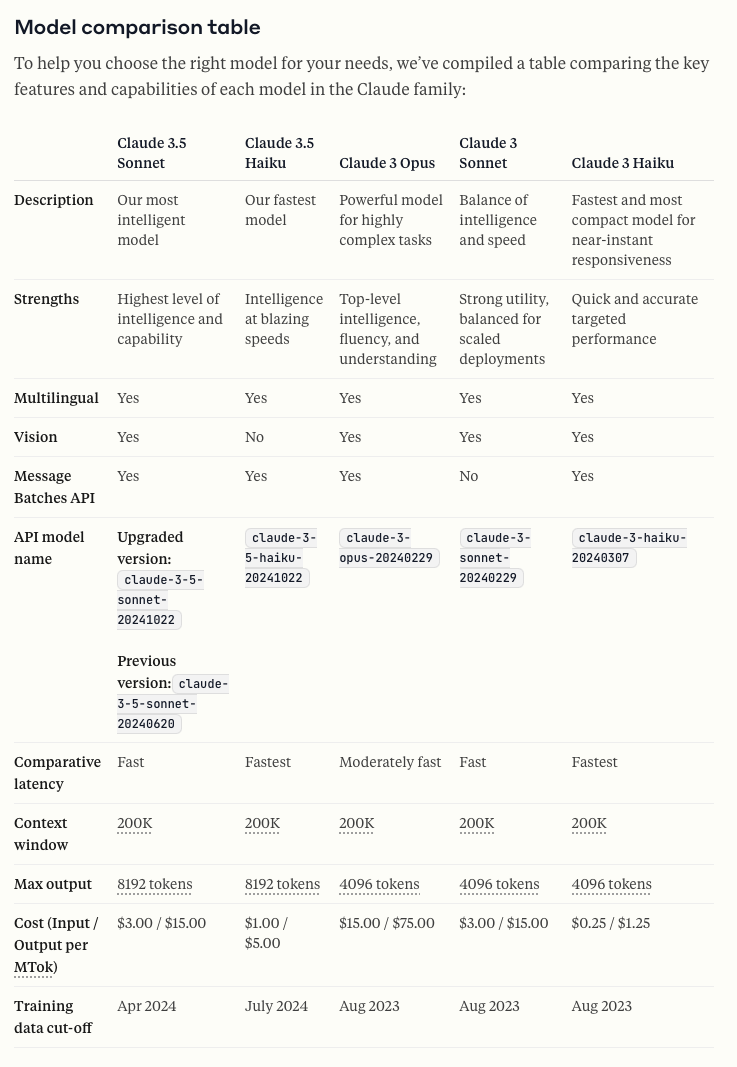 Model comparison table
To help you choose the right model for your needs, we’ve compiled a table comparing the key
features and capabilities of each model in the Claude family:
Claude 3.5 Sonnet
Claude 3.5 Haiku
Claude 3 Opus
Claude 3 Sonnet
Claude 3 Haiku
Description
Our most intelligent model
Our fastest model
Powerful model for highly complex tasks
Balance of intelligence and speed
Fastest and most compact model for near-instant responsiveness
Strengths
Highest level of intelligence and capability
Intelligence at blazing speeds
Top-level intelligence, fluency, and understanding
Strong utility, balanced for scaled deployments
Quick and accurate targeted performance
Multilingual
Yes
Yes
Yes
Yes
Yes
Vision
Yes
No
Yes
Yes
Yes
Message Batches API
Yes
Yes
Yes
No
Yes
API model name
Upgraded version: claude-3-5-sonnet-20241022
Previous version: claude-3-5-sonnet-20240620
claude-3-5-haiku-20241022
claude-3-opus-20240229
claude-3-sonnet-20240229
claude-3-haiku-20240307
Comparative latency
Fast
Fastest
Moderately fast
Fast
Fastest
Context window
200K
200K
200K
200K
200K
Max output
8192 tokens
8192 tokens
4096 tokens
4096 tokens
4096 tokens
Cost (Input / Output per MTok)
$3.00 / $15.00
$1.00 / $5.00
$15.00 / $75.00
$3.00 / $15.00
$0.25 / $1.25
Training data cut-off
Apr 2024
July 2024
Aug 2023
Aug 2023
Aug 2023